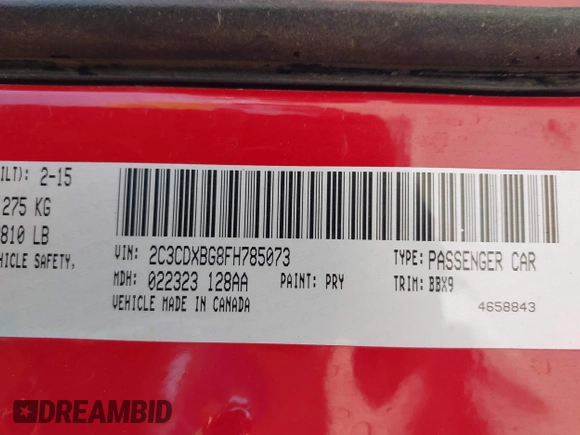 ILT): 2-15
275 KG
810 LB
HICLE SAFETY,
VIN: 2C3CDXBG8FH785073
TYPE: PASSENGER CAR
MDH: 022323 128AA
PAINT: PRY
TRIM: BBX9
VEHICLE MADE IN CANADA
4658843
DREAMBID